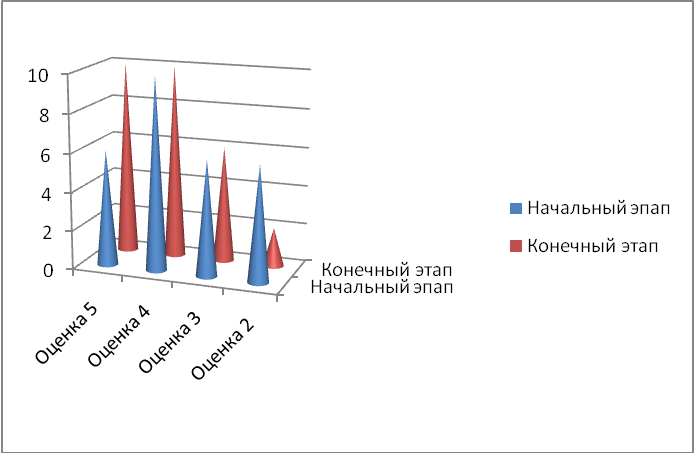 10
8
6
4
2
0
Оценка 5
Оценка 4
Оценка 3
Оценка 2
Конечный этап
Начальный эпап
Начальный эпап
Конечный этап